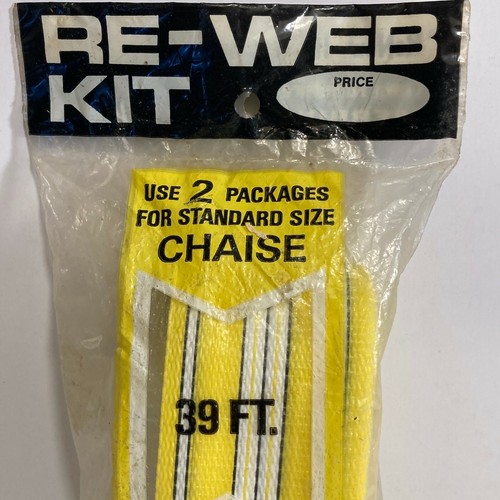 RE-WEB
KIT
PRICE
USE 2 PACKAGES
FOR STANDARD SIZE
CHAISE
39 FT.